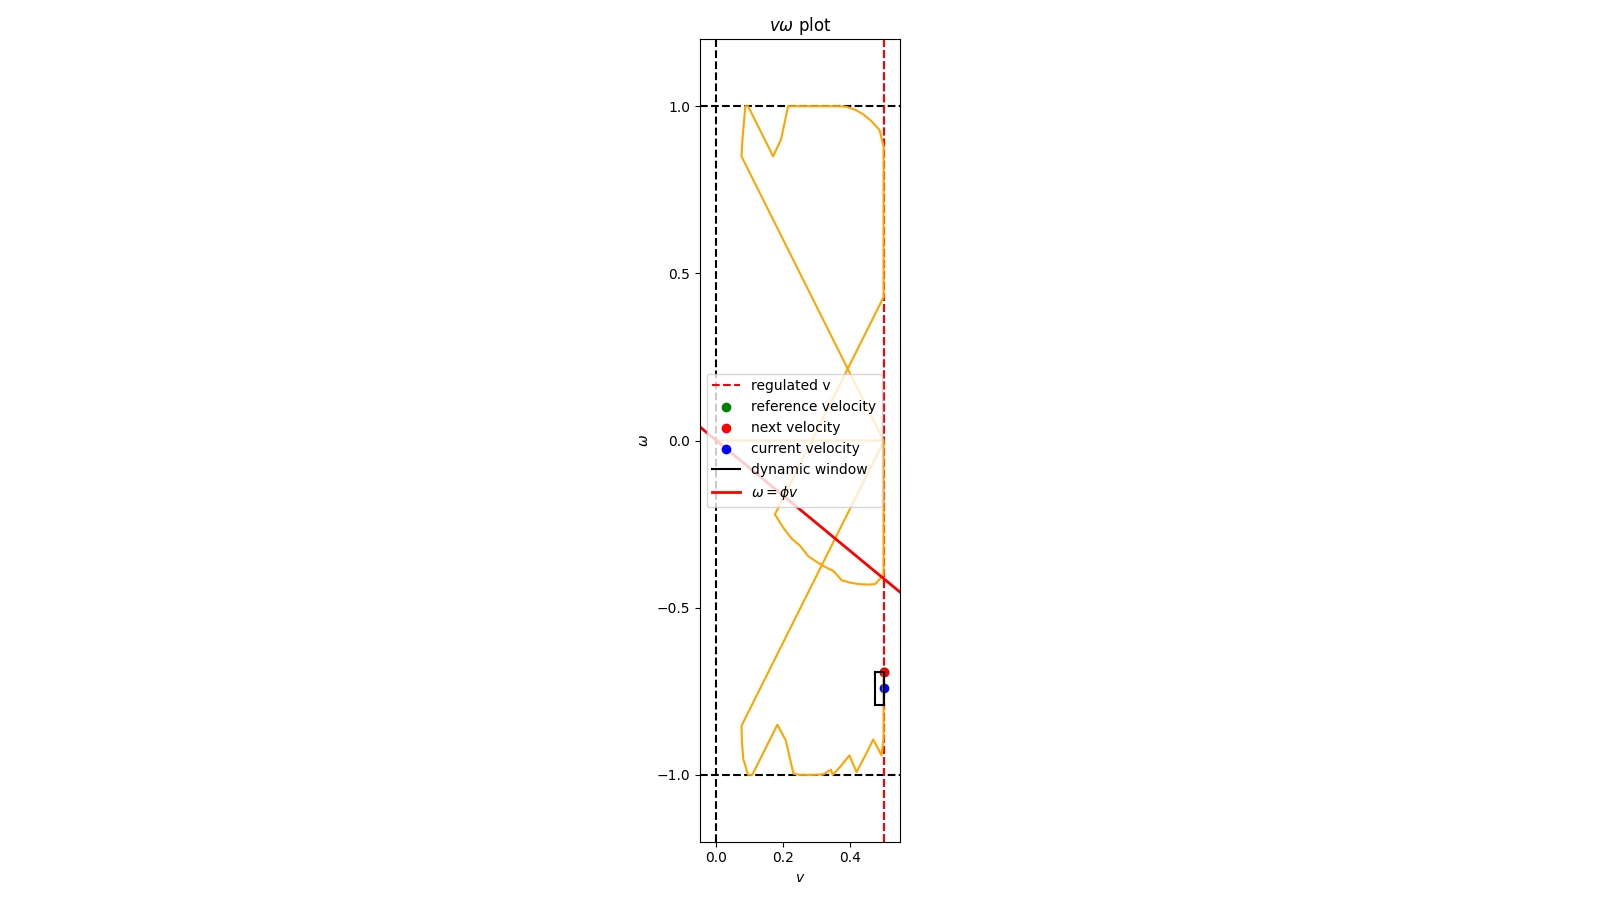 vω plot
1.0
0.5
0.0
−0.5
−1.0
ω
regulated v
reference velocity
next velocity
current velocity
dynamic window
ω = ϕv
0.0 0.2 0.4
v